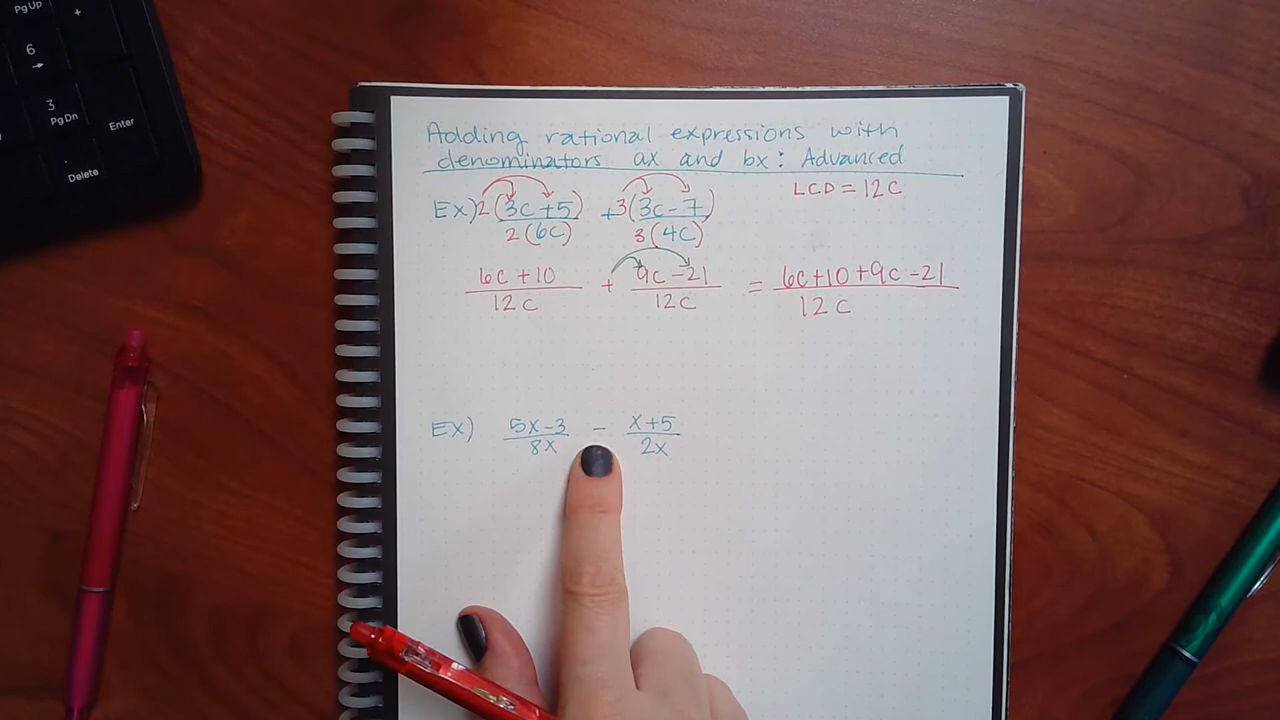 PgUp
+
6
→
3
PgDn
Enter
.
Delete
Adding rational expressions with
denominators ax and bx: Advanced
LCD = 12C
Ex) 2(3c+5) +3(3c-7)
2(6c) 3(4c)
6c+10 + 9c-21 = 6c+10+9c-21
12c 12c 12c
Ex) 5x-3 - x+5
8x 2x